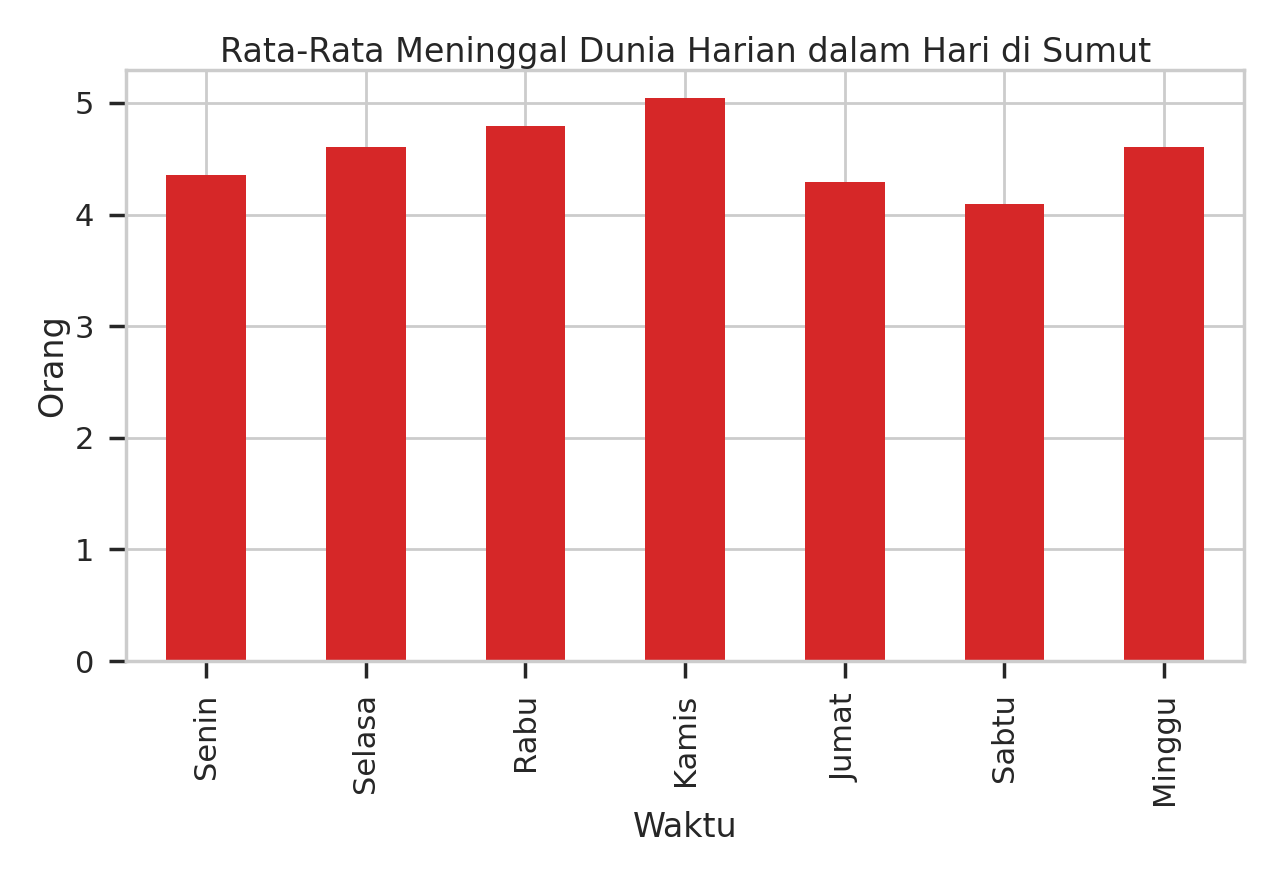 Rata-Rata Meninggal Dunia Harian dalam Hari di Sumut
Orang
5
4
3
2
1
0
Senin
Selasa
Rabu
Kamis
Jumat
Sabtu
Minggu
Waktu